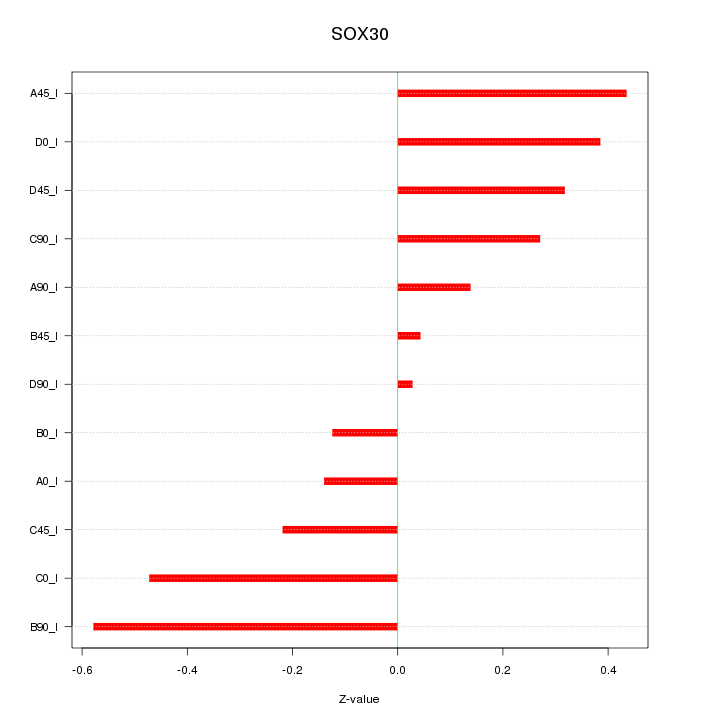 SOX30
A45_I
D0_I
D45_I
C90_I
A90_I
B45_I
D90_I
B0_I
A0_I
C45_I
C0_I
B90_I
-0.6 -0.4 -0.2 0.0 0.2 0.4
Z-value